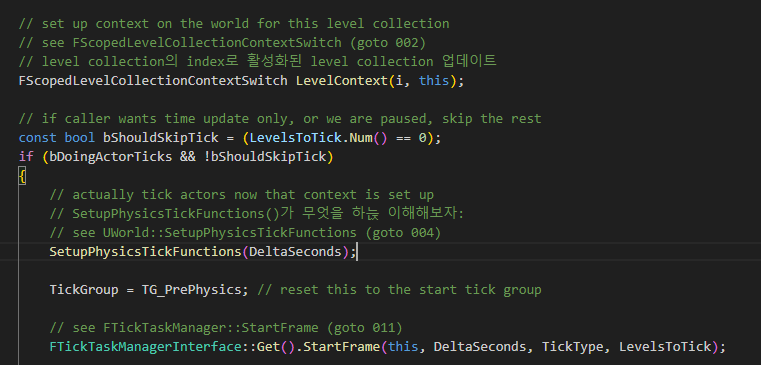 // set up context on the world for this level collection
// see FScopedLevelCollectionContextSwitch (goto 002)
// level collection의 index로 활성화된 level collection 업데이트
FScopedLevelCollectionContextSwitch LevelContext(i, this);
// if caller wants time update only, or we are paused, skip the rest
const bool bShouldSkipTick = (LevelsToTick.Num() == 0);
if (bDoingActorTicks && !bShouldSkipTick)
{
// actually tick actors now that context is set up
// SetupPhysicsTickFunctions()가 무엇을 하눉 이해해보자:
// see UWorld::SetupPhysicsTickFunctions (goto 004)
SetupPhysicsTickFunctions(DeltaSeconds);
TickGroup = TG_PrePhysics; // reset this to the start tick group
// see FTickTaskManager::StartFrame (goto 011)
FTickTaskManagerInterface::Get().StartFrame(this, DeltaSeconds, TickType, LevelsToTick);